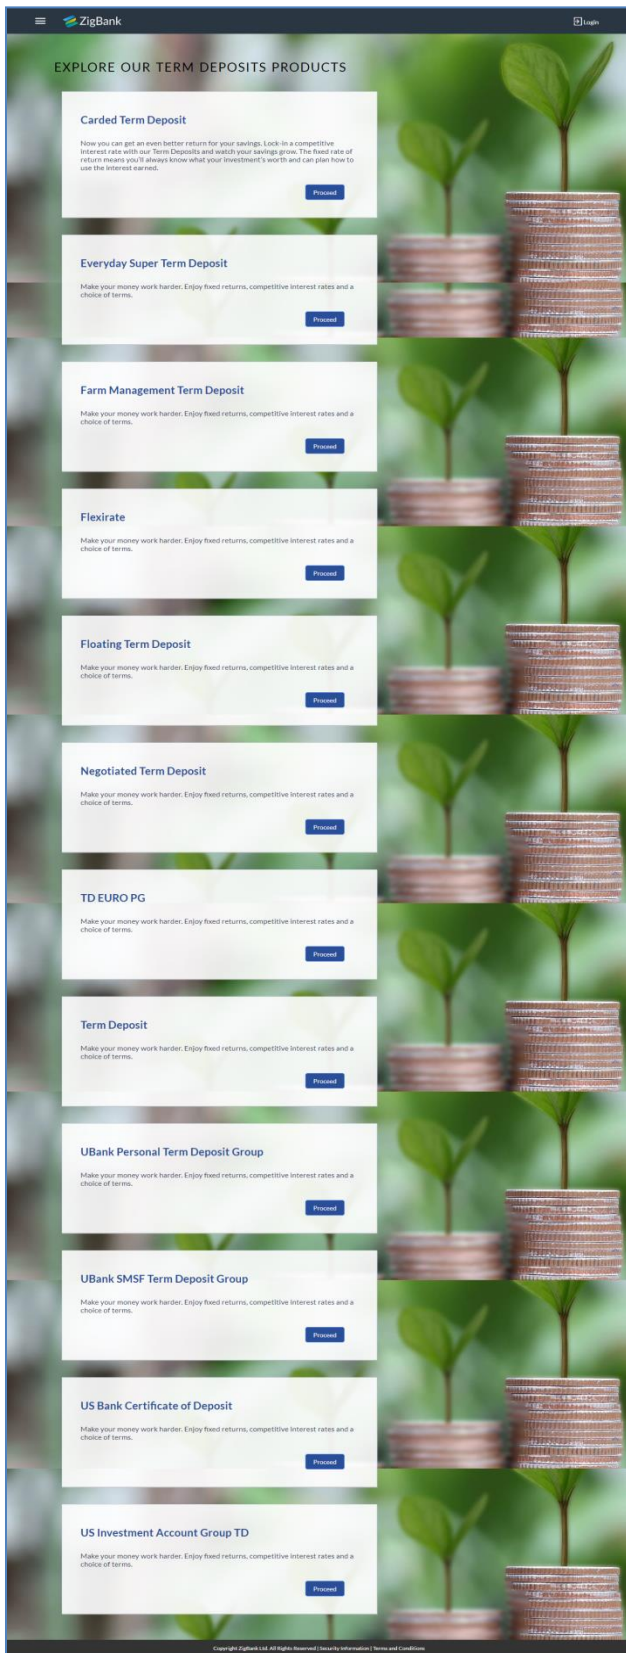 ZigBank
Login
EXPLORE OUR TERM DEPOSITS PRODUCTS
Carded Term Deposit
Now you can get an even better return for your savings. Lock-in a competitive
interest rate with our Term Deposits and watch your savings grow. The fixed rate of
return means you'll always know what your investment's worth and can plan how to
use the interest earned.
Proceed
Everyday Super Term Deposit
Make your money work harder. Enjoy fixed returns, competitive interest rates and a
choice of terms.
Proceed
Farm Management Term Deposit
Make your money work harder. Enjoy fixed returns, competitive interest rates and a
choice of terms.
Proceed
Flexirate
Make your money work harder. Enjoy fixed returns, competitive interest rates and a
choice of terms.
Proceed
Floating Term Deposit
Make your money work harder. Enjoy fixed returns, competitive interest rates and a
choice of terms.
Proceed
Negotiated Term Deposit
Make your money work harder. Enjoy fixed returns, competitive interest rates and a
choice of terms.
Proceed
TD EURO PG
Make your money work harder. Enjoy fixed returns, competitive interest rates and a
choice of terms.
Proceed
Term Deposit
Make your money work harder. Enjoy fixed returns, competitive interest rates and a
choice of terms.
Proceed
UBank Personal Term Deposit Group
Make your money work harder. Enjoy fixed returns, competitive interest rates and a
choice of terms.
Proceed
UBank SMSF Term Deposit Group
Make your money work harder. Enjoy fixed returns, competitive interest rates and a
choice of terms.
Proceed
US Bank Certificate of Deposit
Make your money work harder. Enjoy fixed returns, competitive interest rates and a
choice of terms.
Proceed
US Investment Account Group TD
Make your money work harder. Enjoy fixed returns, competitive interest rates and a
choice of terms.
Proceed
Copyright ZigBank Ltd. All Rights Reserved | Security Information | Terms and Conditions